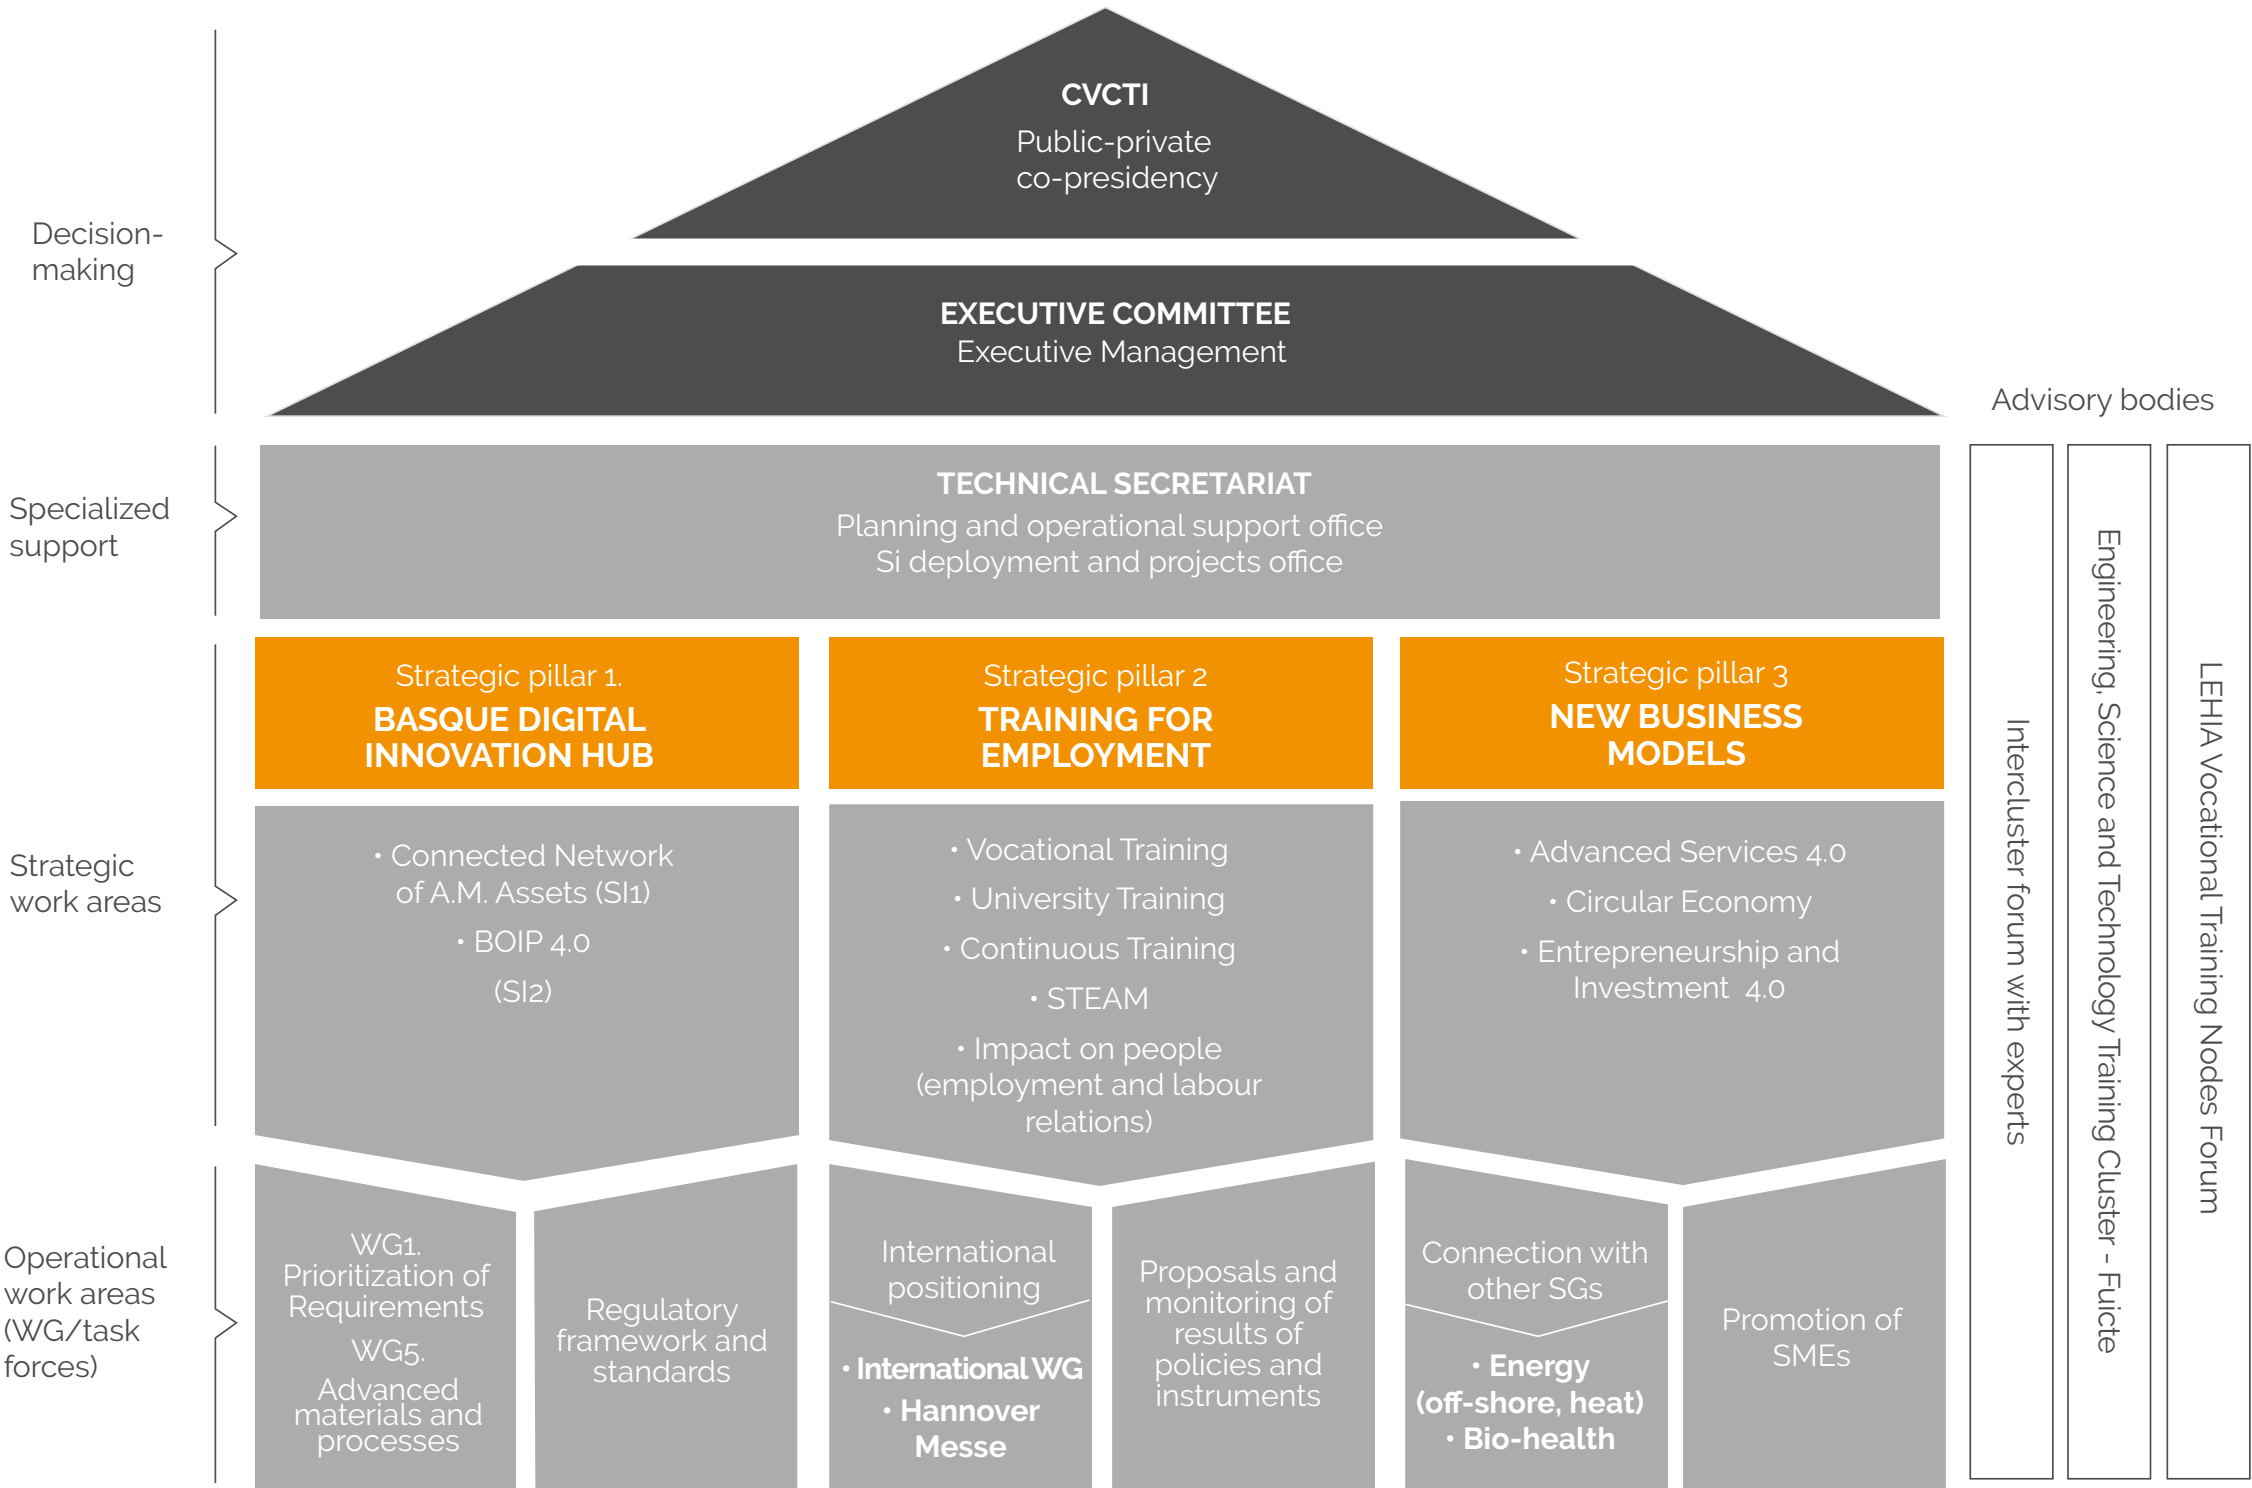 CVCTI
Public-private
co-presidency
Decision-
making
EXECUTIVE COMMITTEE
Executive Management
Advisory bodies
Specialized
support
TECHNICAL SECRETARIAT
Planning and operational support office
Si deployment and projects office
Strategic
work areas
Strategic pillar 1.
BASQUE DIGITAL
INNOVATION HUB
• Connected Network
of A.M. Assets (SI1)
• BOIP 4.0
(SI2)
Strategic pillar 2
TRAINING FOR
EMPLOYMENT
• Vocational Training
• University Training
• Continuous Training
• STEAM
• Impact on people
(employment and labour
relations)
Strategic pillar 3
NEW BUSINESS
MODELS
• Advanced Services 4.0
• Circular Economy
• Entrepreneurship and
Investment 4.0
Operational
work areas
(WG/task
forces)
WG1.
Prioritization of
Requirements
WG5.
Advanced
materials and
processes
Regulatory
framework and
standards
International
positioning
• International WG
• Hannover
Messe
Proposals and
monitoring of
results of
policies and
instruments
Connection with
other SGs
• Energy
(off-shore, heat)
• Bio-health
Promotion of
SMEs
Intercluster forum with experts
Engineering, Science and Technology Training Cluster - Fuicte
LEHIA Vocational Training Nodes Forum